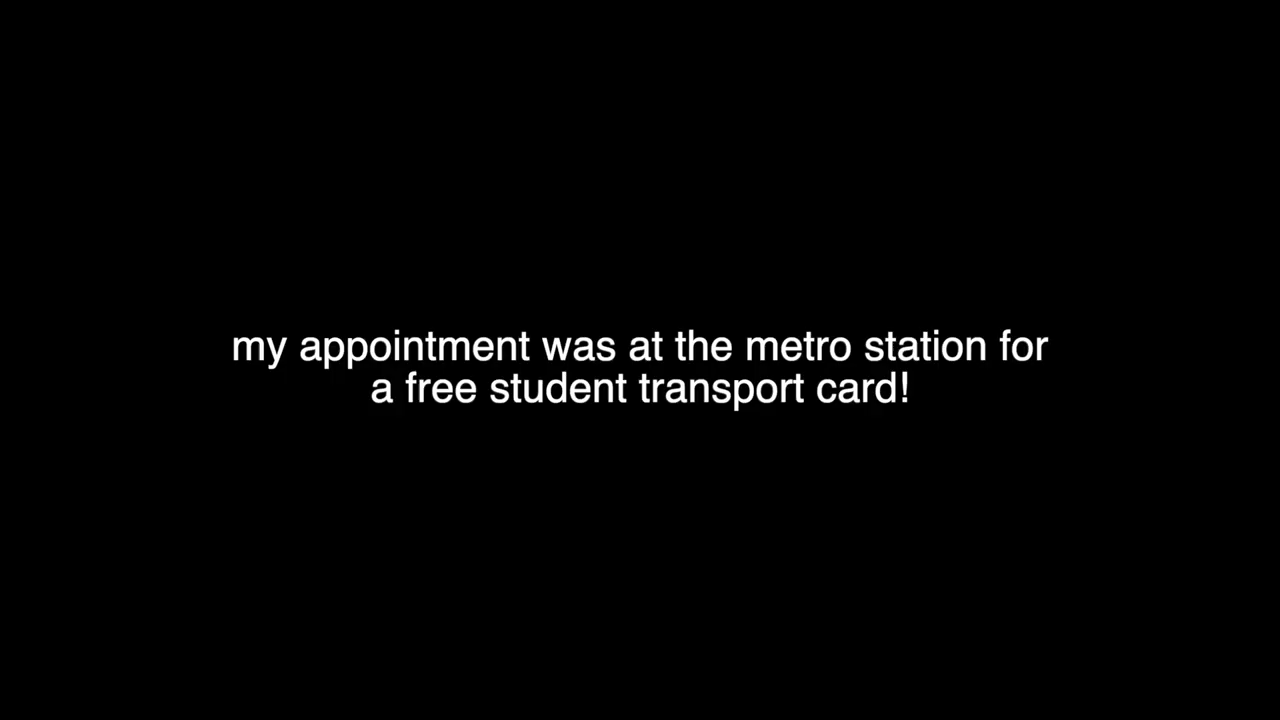 my appointment was at the metro station for
a free student transport card!